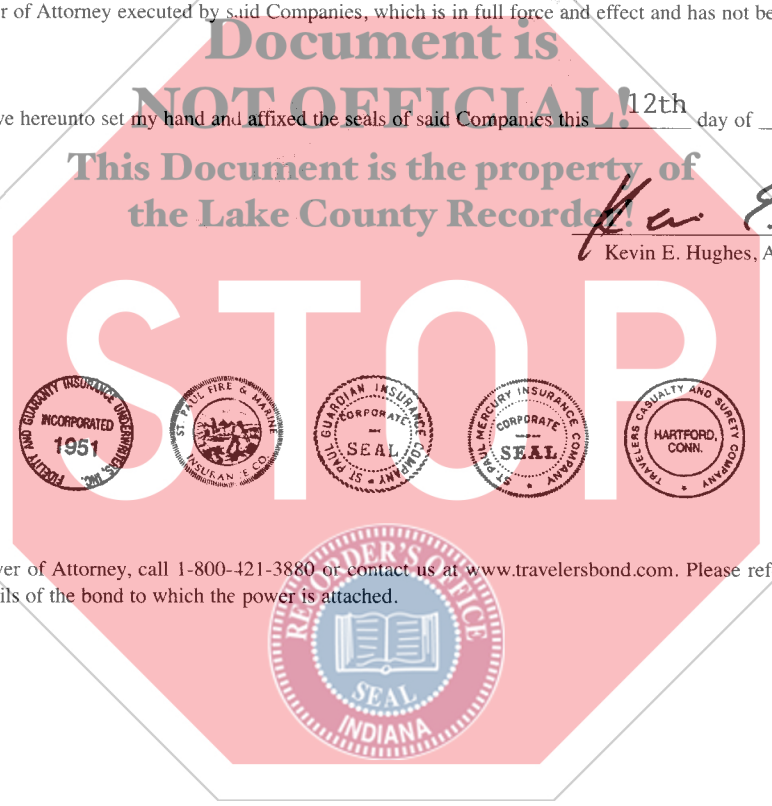 r of Attorney executed by said Companies, which is in full force and effect and has not be
Document is
NOT OFFICIAL!
ve hereunto set my hand and affixed the seals of said Companies this 12th day of
This Document is the property of
the Lake County Recorder!
Kevin E. Hughes, A
STOP
FIDELITY AND GUARANTY INSURANCE UNDERWRITERS, INC.
INCORPORATED
1951
ST. PAUL FIRE & MARINE
INSURANCE CO.
ST PAUL GUARDIAN INSURANCE COMPANY
CORPORATE
SEAL
ST PAUL MERCURY INSURANCE COMPANY
CORPORATE
SEAL
TRAVELERS CASUALTY AND SURETY COMPANY
HARTFORD,
CONN.
ver of Attorney, call 1-800-421-3880 or contact us at www.travelersbond.com. Please ref
ils of the bond to which the power is attached.
RECORDER'S OFFICE
SEAL
INDIANA